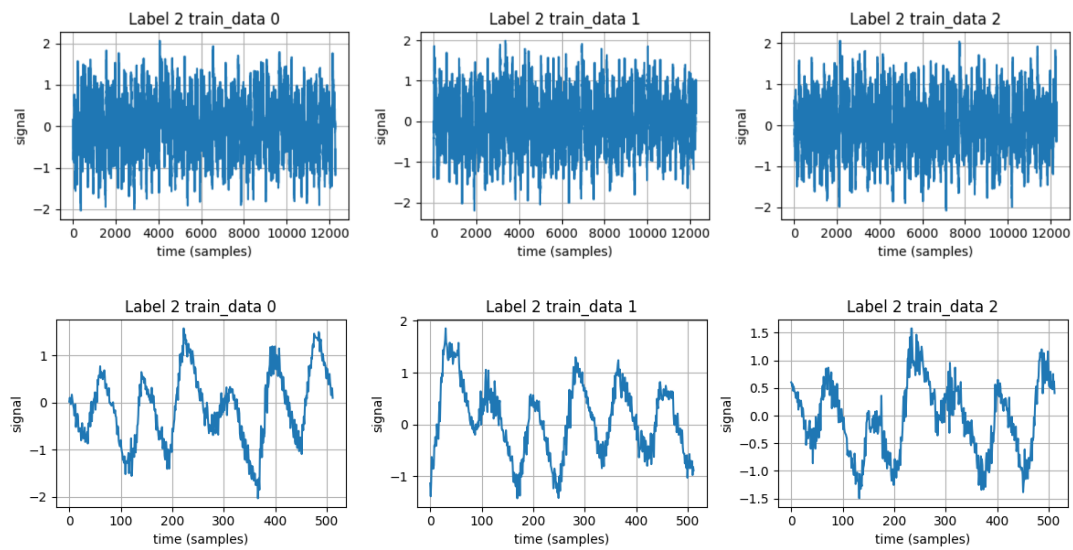 Label 2 train_data 0
2
1
0
−1
−2
signal
0 2000 4000 6000 8000 10000 12000
time (samples)
Label 2 train_data 1
2
1
0
−1
−2
signal
0 2000 4000 6000 8000 10000 12000
time (samples)
Label 2 train_data 2
2
1
0
−1
−2
signal
0 2000 4000 6000 8000 10000 12000
time (samples)
Label 2 train_data 0
1
0
−1
−2
signal
0 100 200 300 400 500
time (samples)
Label 2 train_data 1
2
1
0
−1
signal
0 100 200 300 400 500
time (samples)
Label 2 train_data 2
1.5
1.0
0.5
0.0
−0.5
−1.0
−1.5
signal
0 100 200 300 400 500
time (samples)